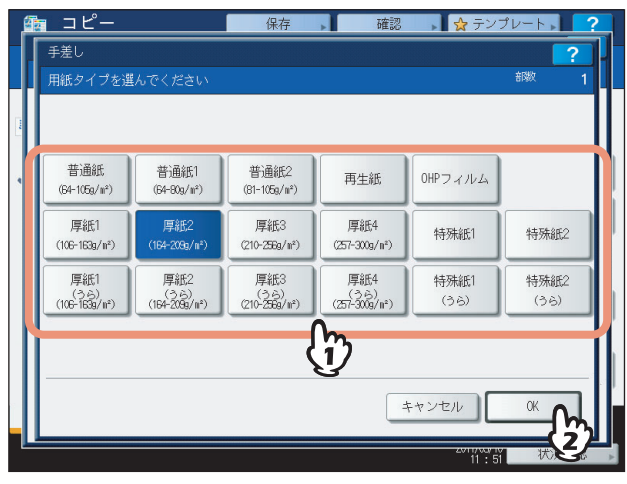 コピー
保存
確認
テンプレート
?
手差し
?
用紙タイプを選んでください
部数 1
普通紙
(64-105g/m²)
普通紙1
(64-80g/m²)
普通紙2
(81-105g/m²)
再生紙
OHPフィルム
厚紙1
(106-163g/m²)
厚紙2
(164-209g/m²)
厚紙3
(210-256g/m²)
厚紙4
(257-300g/m²)
特殊紙1
特殊紙2
厚紙1
(うら)
(106-163g/m²)
厚紙2
(うら)
(164-209g/m²)
厚紙3
(うら)
(210-256g/m²)
厚紙4
(うら)
(257-300g/m²)
特殊紙1
(うら)
特殊紙2
(うら)
1
キャンセル
OK
2
11:51